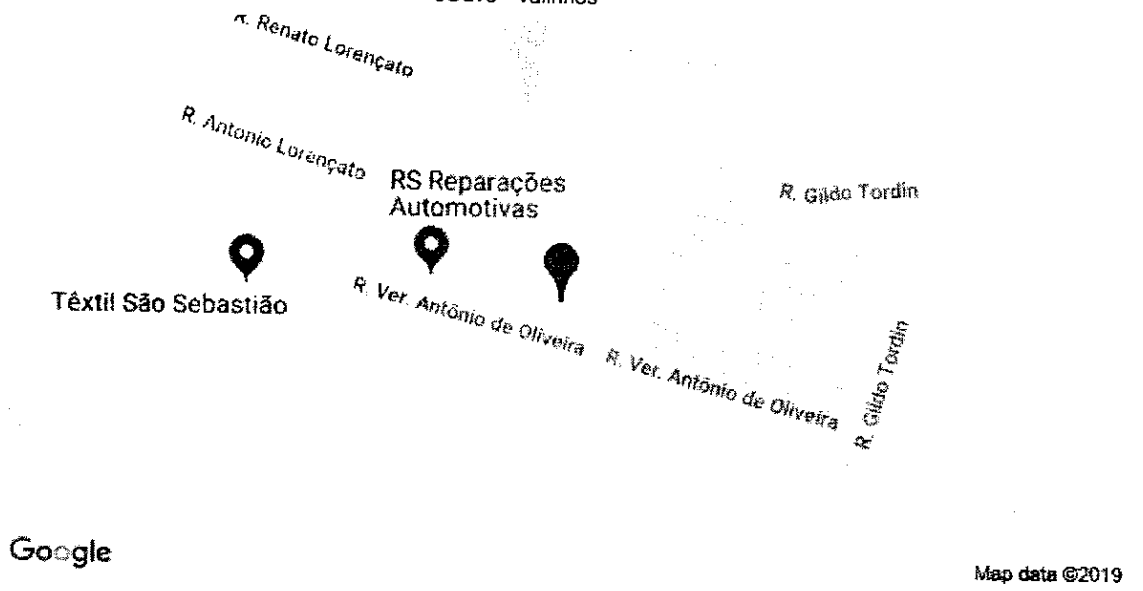 Valinhos
R. Renato Lorençato
R. Antonio Lorençato
RS Reparações
Automotivas
R. Gildo Tordin
Têxtil São Sebastião
R. Ver. Antônio de Oliveira
R. Ver. Antônio de Oliveira
R. Gildo Tordin
Google
Map data ©2019